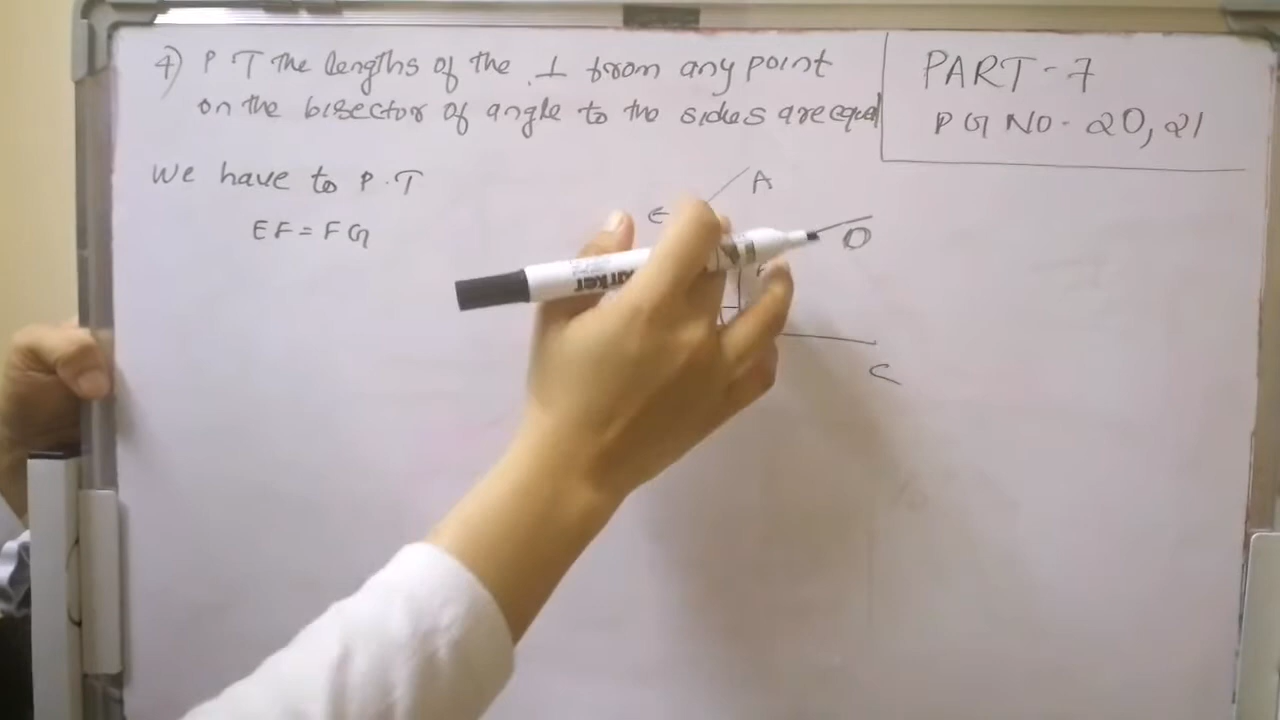 4) P T the lengths of the ⊥ from any point
on the bisector of angle to the sides are equal
PART-7
PG NO- 20, 21
We have to P.T
EF = FG
A
E
D
C